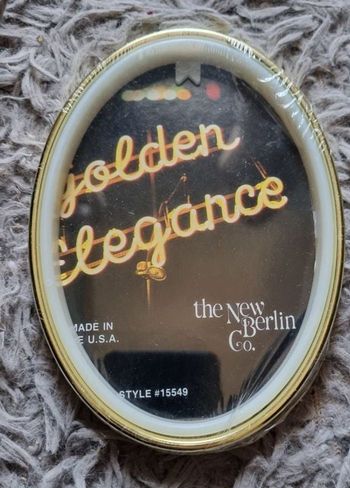 Golden
Elegance
the New
Berlin
Co.
MADE IN
E U.S.A.
STYLE #15549